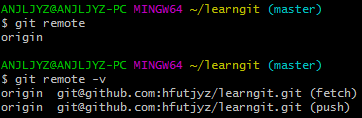 ANJLJYZ@ANJLJYZ-PC MINGW64 ~/learngit (master)
$ git remote
origin
ANJLJYZ@ANJLJYZ-PC MINGW64 ~/learngit (master)
$ git remote -v
origin  git@github.com:hfutjyz/learngit.git (fetch)
origin  git@github.com:hfutjyz/learngit.git (push)